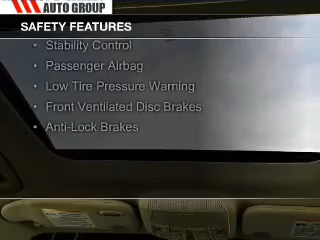 AUTO GROUP
SAFETY FEATURES
• Stability Control
• Passenger Airbag
• Low Tire Pressure Warning
• Front Ventilated Disc Brakes
• Anti-Lock Brakes